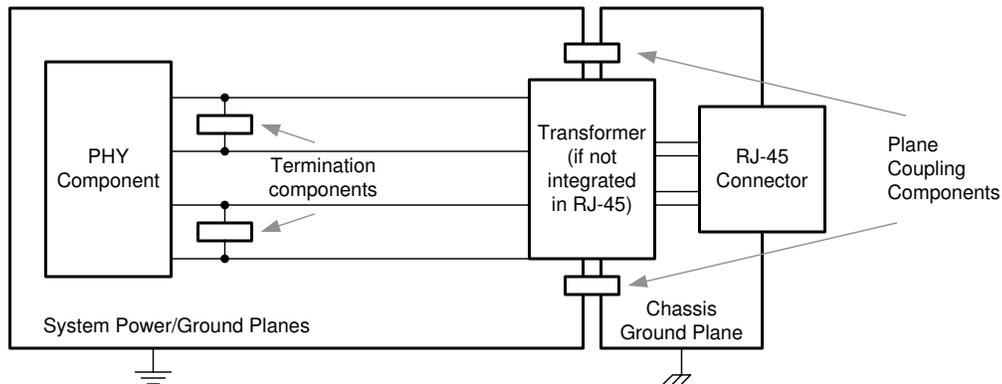 PHY
Component
Termination
components
Transformer
(if not
integrated
in RJ-45)
RJ-45
Connector
Plane
Coupling
Components
System Power/Ground Planes
Chassis
Ground Plane